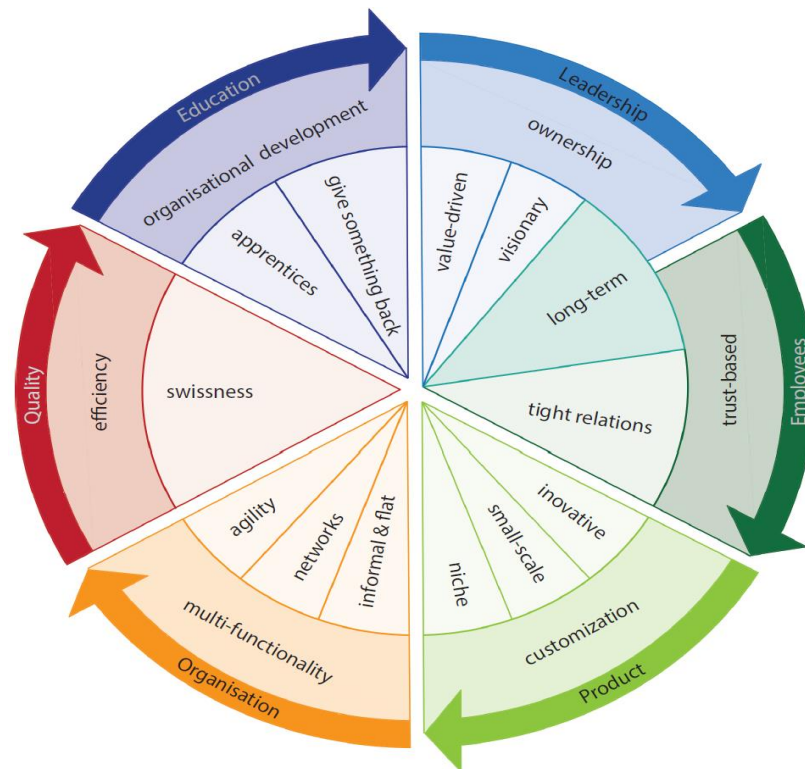 Education
organisational development
apprentices
give something back
Leadership
ownership
value-driven
visionary
long-term
Employees
trust-based
tight relations
Product
customization
inovative
small-scale
niche
Organisation
multi-functionality
informal & flat
networks
agility
Quality
efficiency
swissness